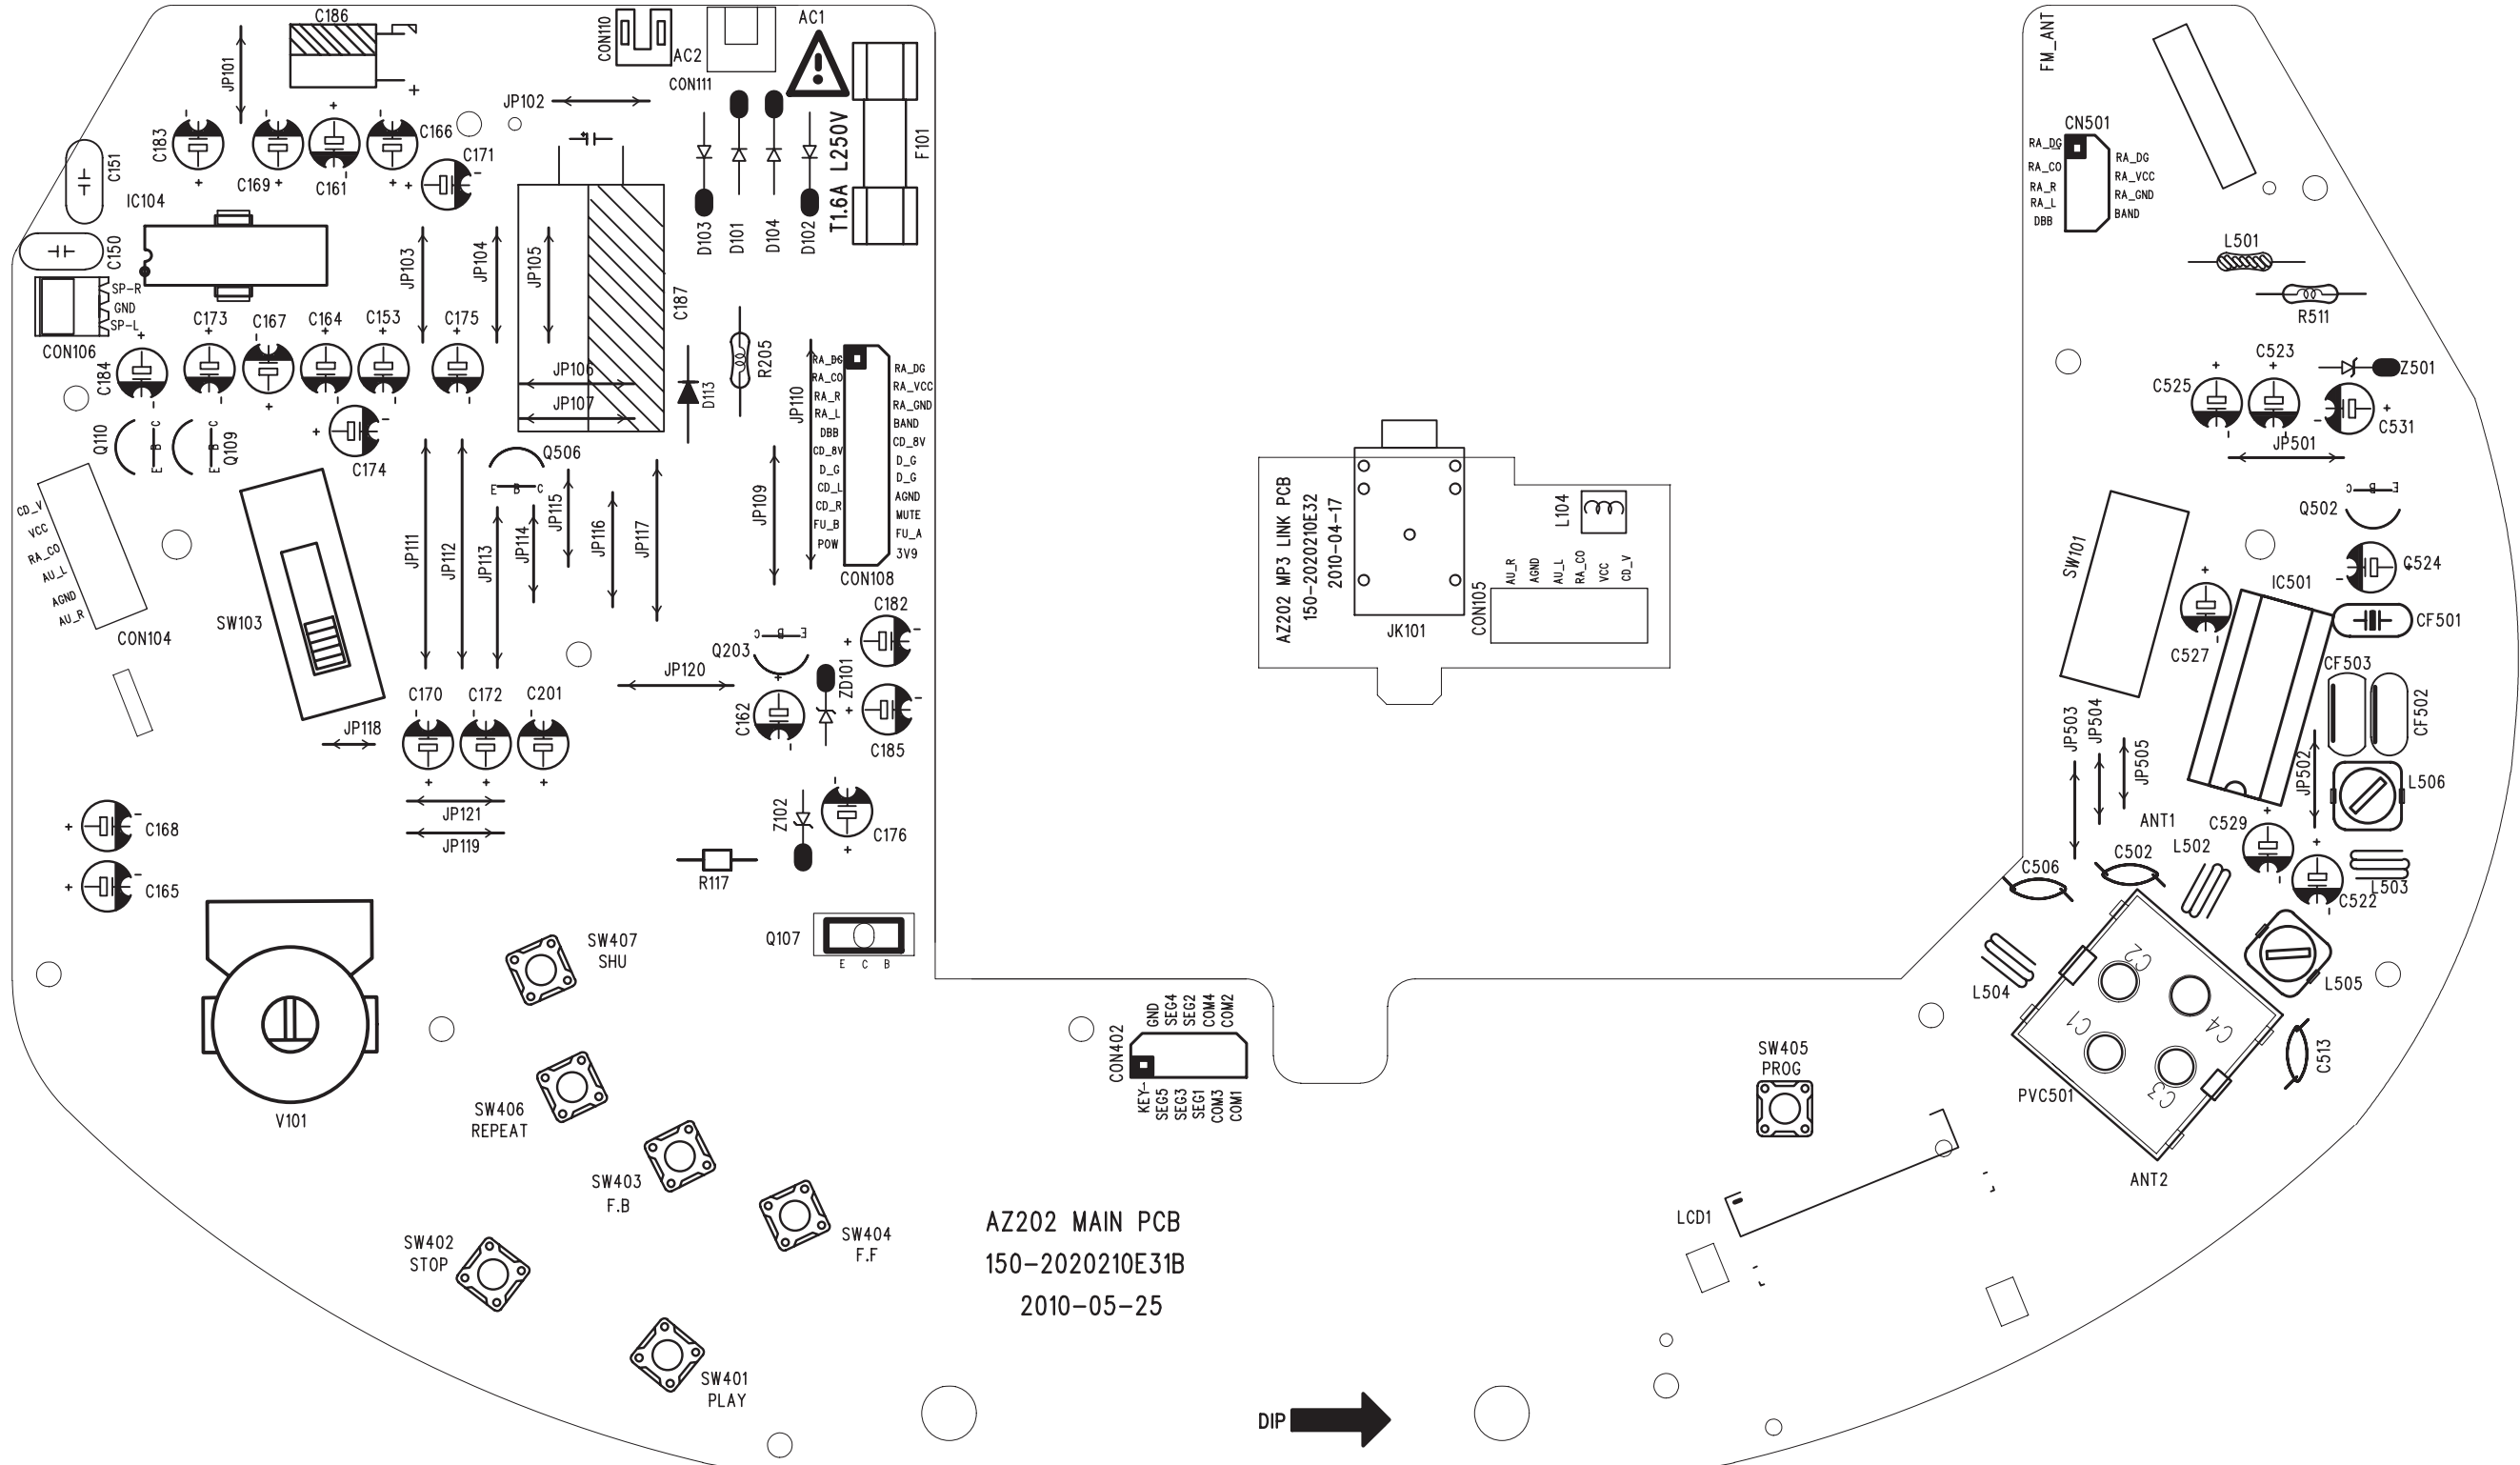 C186
JP101
+
CON110
AC2
CON111
AC1
JP102
C183
C169
C161
C166
C171
C151
IC104
C150
SP-R
GND
SP-L
CON106
JP103
JP104
JP105
C187
D103
D101
D104
D102
T1.6A L250V
F101
C184
C173
C167
C164
C153
C175
JP106
JP107
D113
R205
JP110
RA_DG
RA_CO
RA_R
RA_L
DBB
CD_8V
D_G
CD_L
CD_R
FU_B
POW
RA_DG
RA_VCC
RA_GND
BAND
CD_8V
D_G
D_G
AGND
MUTE
FU_A
3V9
CON108
Q110
E B C
E B C
Q109
C174
Q506
E B C
CD_V
VCC
RA_CO
AU_L
AGND
AU_R
CON104
SW103
JP111
JP112
JP113
JP114
JP115
JP116
JP117
JP109
Q203
E B C
C182
JP120
ZD101
C162
C185
JP118
C170
C172
C201
JP121
JP119
Z102
C176
R117
C168
C165
Q107
E C B
V101
SW407
SHU
SW406
REPEAT
SW403
F.B
SW404
F.F
SW402
STOP
SW401
PLAY
AZ202 MAIN PCB
150-2020210E31B
2010-05-25
DIP
CON402
GND
SEG4
SEG2
COM4
COM2
KEY-1
SEG5
SEG3
SEG1
COM3
COM1
AZ202 MP3 LINK PCB
150-2020210E32
2010-04-17
JK101
L104
CON105
AU_R
AGND
AU_L
RA_CO
VCC
CD_V
SW405
PROG
LCD1
FM_ANT
CN501
RA_DG
RA_CO
RA_R
RA_L
DBB
RA_DG
RA_VCC
RA_GND
BAND
L501
R511
C525
C523
Z501
C531
JP501
E B C
Q502
SW101
C524
IC501
CF501
C527
CF503
CF502
JP503
JP504
JP505
JP502
L506
ANT1
C529
L502
C502
C506
L503
C522
L504
L505
C1
C2
C3
C4
C513
PVC501
ANT2